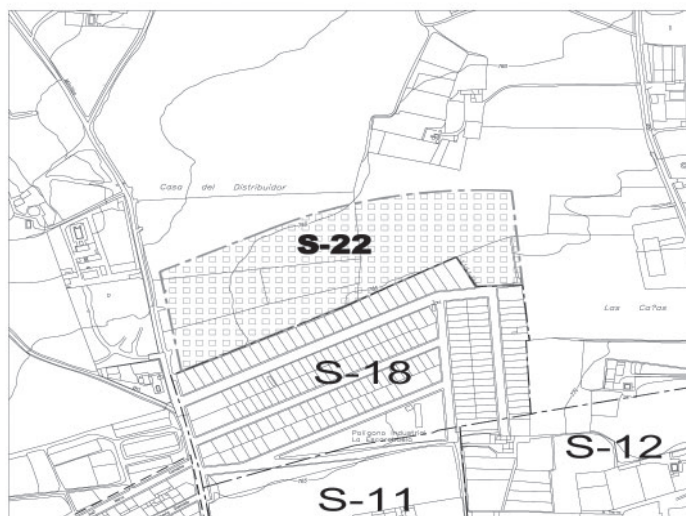 Casa del Distribuidor
S-22
Las Cañas
S-18
Polígono Industrial
S-12
S-11